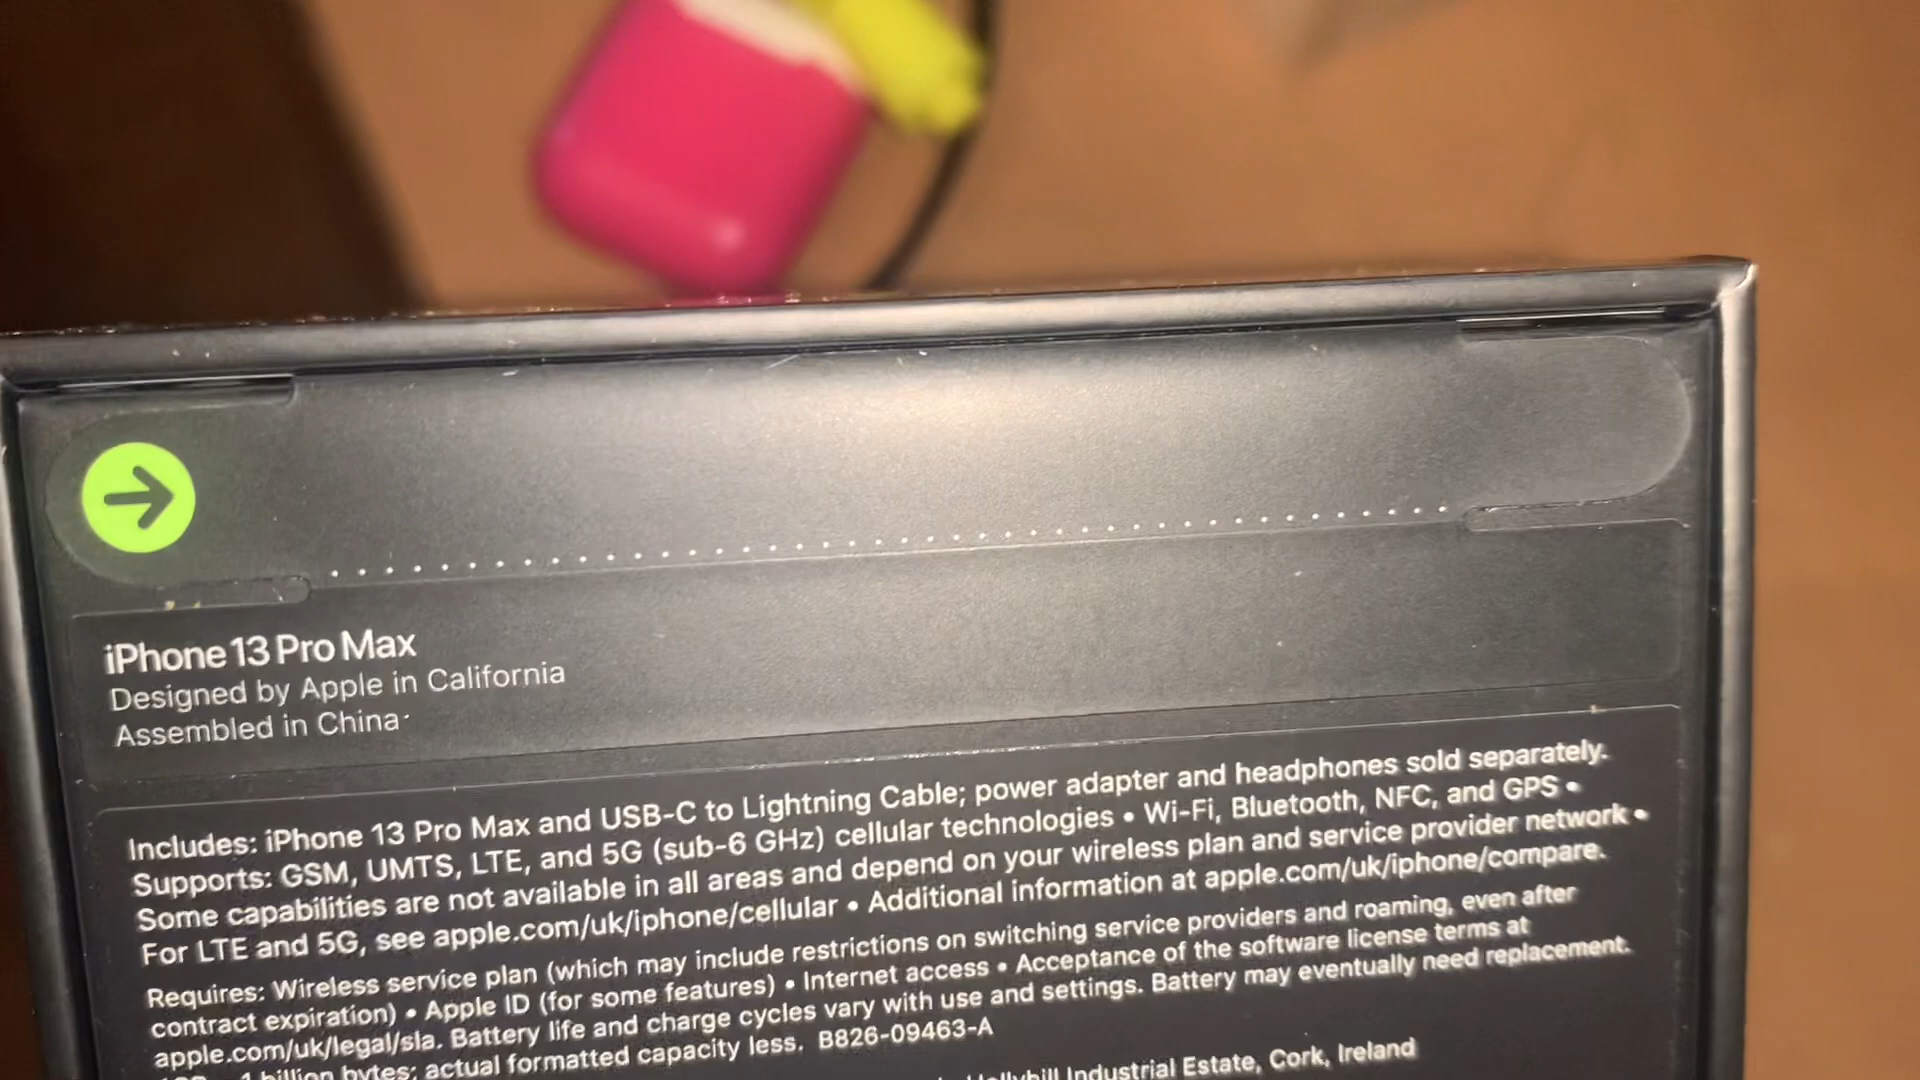 iPhone 13 Pro Max
Designed by Apple in California
Assembled in China
Includes: iPhone 13 Pro Max and USB-C to Lightning Cable; power adapter and headphones sold separately.
Supports: GSM, UMTS, LTE, and 5G (sub-6 GHz) cellular technologies • Wi-Fi, Bluetooth, NFC, and GPS •
Some capabilities are not available in all areas and depend on your wireless plan and service provider network •
For LTE and 5G, see apple.com/uk/iphone/cellular • Additional information at apple.com/uk/iphone/compare.
Requires: Wireless service plan (which may include restrictions on switching service providers and roaming, even after
contract expiration) • Apple ID (for some features) • Internet access • Acceptance of the software license terms at
apple.com/uk/legal/sla. Battery life and charge cycles vary with use and settings. Battery may eventually need replacement.
1 billion bytes; actual formatted capacity less. B826-09463-A
Hollyhill Industrial Estate, Cork, Ireland